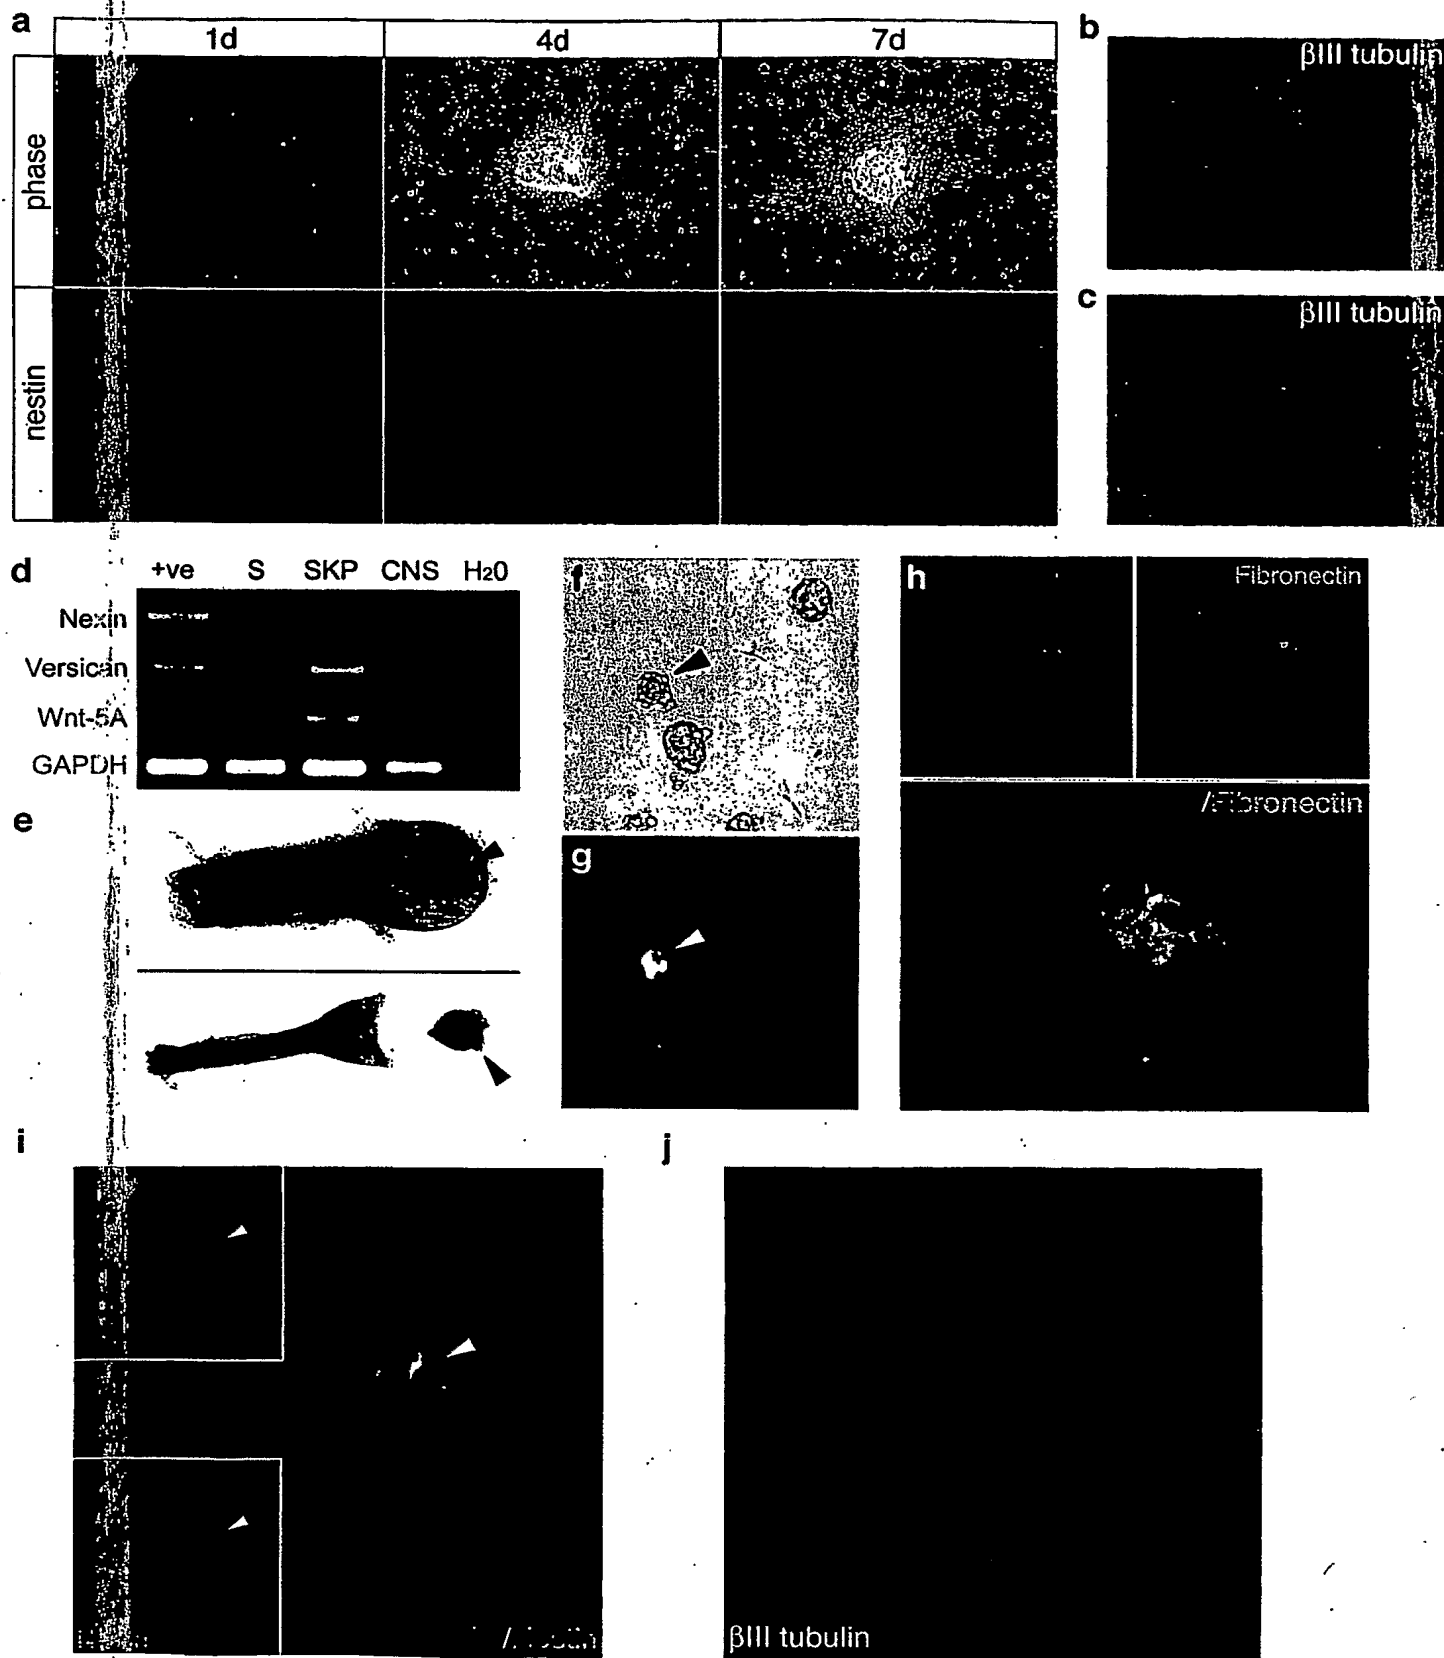 a
1d 4d 7d
phase
nestin
b
βIII tubulin
c
βIII tubulin
d
+ve S SKP CNS H20
Nexin
Versican
Wnt-5A
GAPDH
e
f
g
h
Fibronectin
/Fibronectin
i
j
βIII tubulin